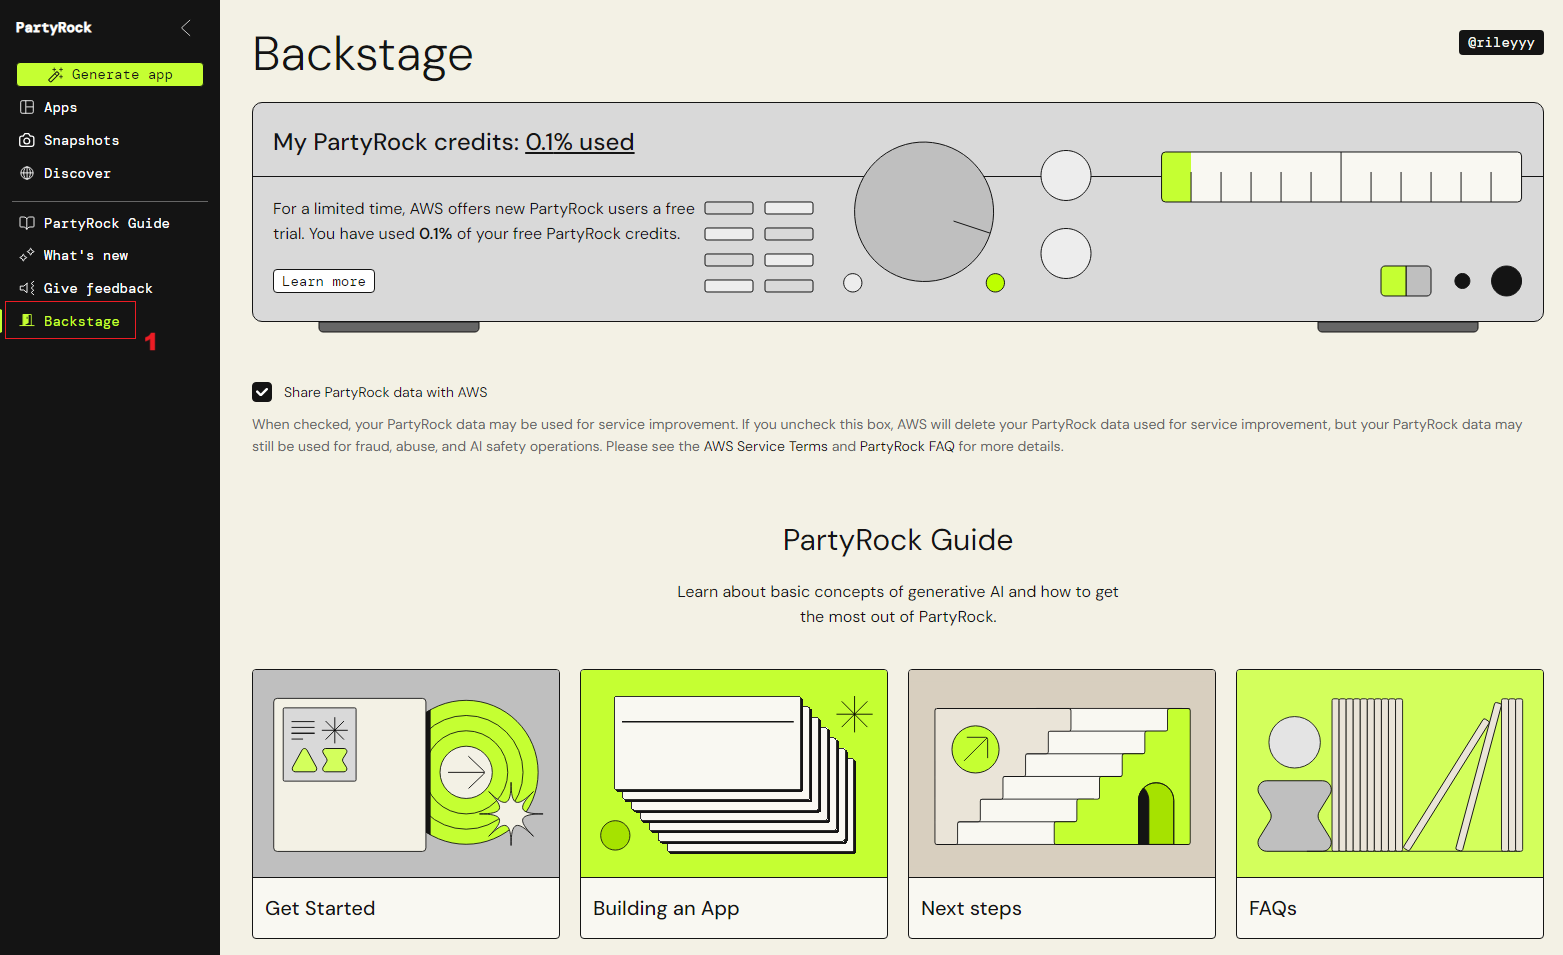 PartyRock
Generate app
Apps
Snapshots
Discover
PartyRock Guide
What's new
Give feedback
Backstage
1
Backstage
@rileyyy
My PartyRock credits: 0.1% used
For a limited time, AWS offers new PartyRock users a free
trial. You have used 0.1% of your free PartyRock credits.
Learn more
Share PartyRock data with AWS
When checked, your PartyRock data may be used for service improvement. If you uncheck this box, AWS will delete your PartyRock data used for service improvement, but your PartyRock data may
still be used for fraud, abuse, and AI safety operations. Please see the AWS Service Terms and PartyRock FAQ for more details.
PartyRock Guide
Learn about basic concepts of generative AI and how to get
the most out of PartyRock.
Get Started
Building an App
Next steps
FAQs